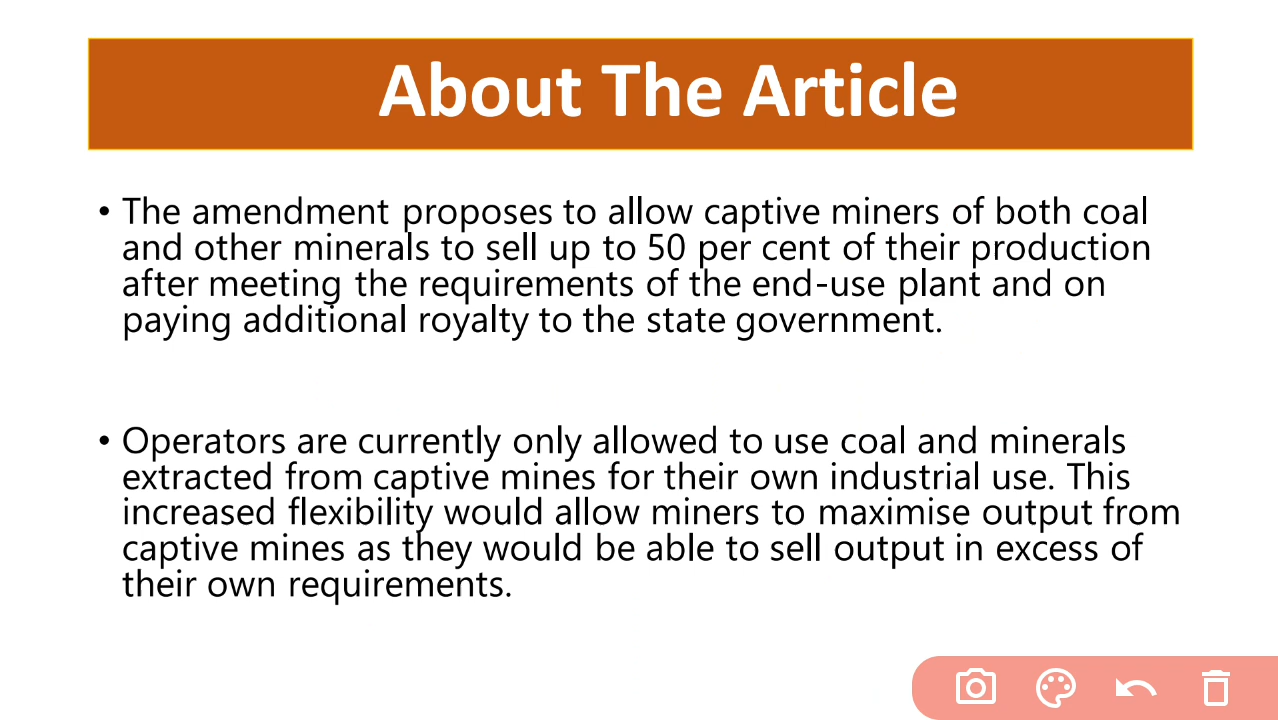 About The Article
• The amendment proposes to allow captive miners of both coal
and other minerals to sell up to 50 per cent of their production
after meeting the requirements of the end-use plant and on
paying additional royalty to the state government.
• Operators are currently only allowed to use coal and minerals
extracted from captive mines for their own industrial use. This
increased flexibility would allow miners to maximise output from
captive mines as they would be able to sell output in excess of
their own requirements.